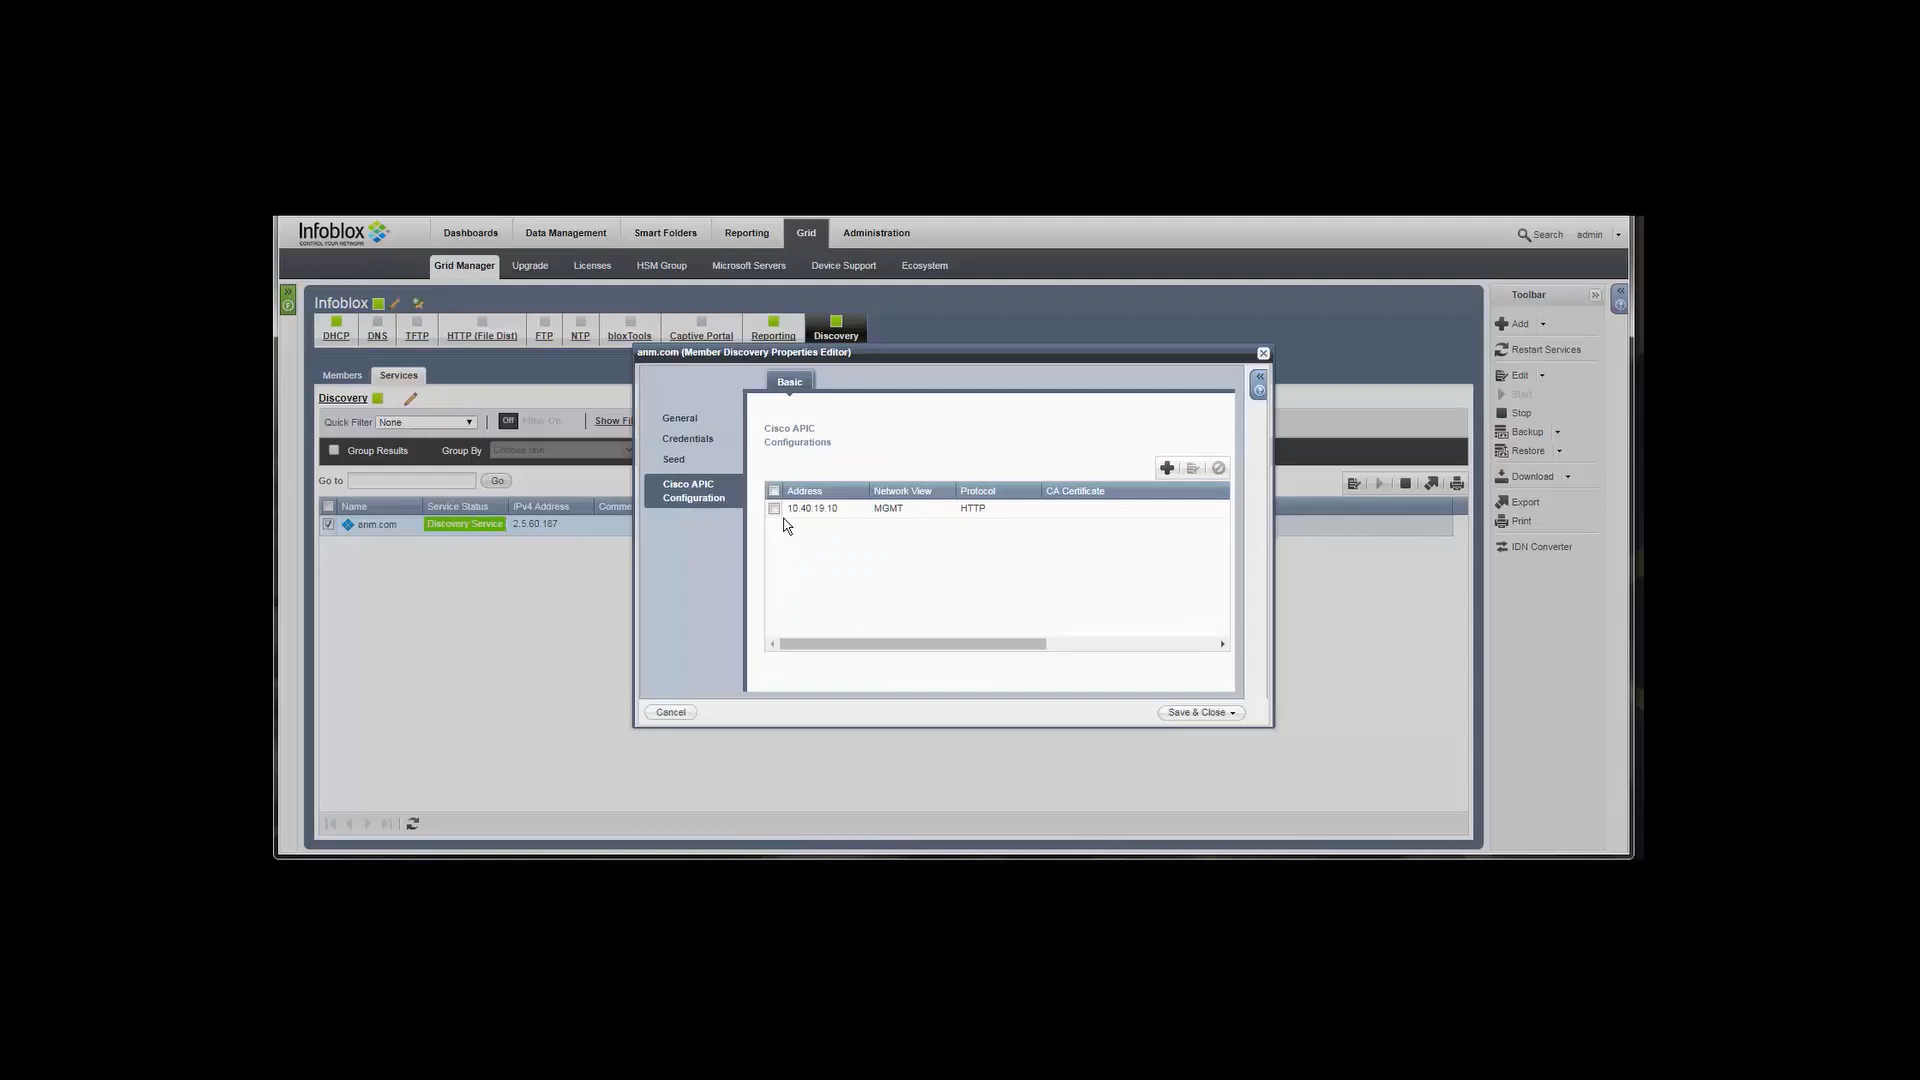 Infoblox
CONTROL YOUR NETWORK
Dashboards Data Management Smart Folders Reporting Grid Administration
Search admin
Grid Manager Upgrade Licenses HSM Group Microsoft Servers Device Support Ecosystem
Infoblox
Toolbar
DHCP DNS TFTP HTTP (File Dist) FTP NTP bloxTools Captive Portal Reporting Discovery
Add
Restart Services
Edit
Start
Stop
Backup
Restore
Download
Export
Print
IDN Converter
Members Services
Discovery
Quick Filter None Off Filter On Show Fil
Group Results Group By Choose one
Go to Go
Name Service Status IPv4 Address Comme
anm.com Discovery Service 2.5.60.187
anm.com (Member Discovery Properties Editor)
Basic
General
Credentials
Seed
Cisco APIC
Configuration
Cisco APIC
Configurations
Address Network View Protocol CA Certificate
10.40.19.10 MGMT HTTP
Cancel Save & Close